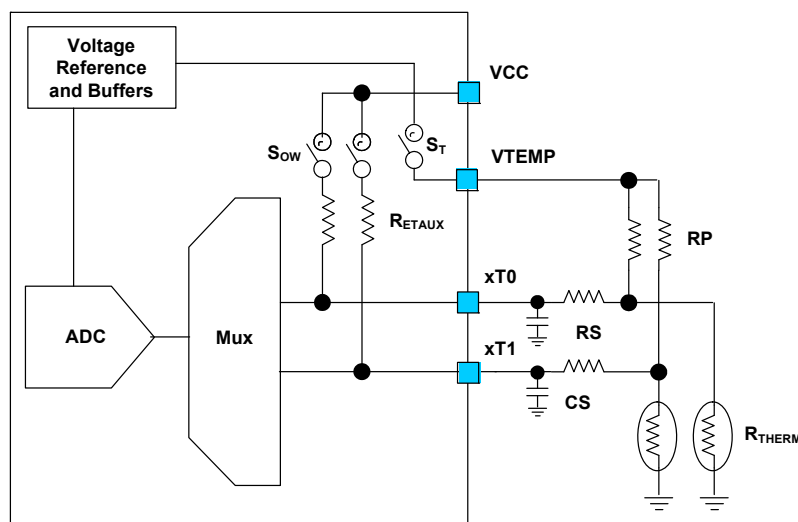 Voltage
Reference
and Buffers
VCC
SOW
ST
VTEMP
RETAUX
RP
xT0
ADC
Mux
RS
xT1
CS
RTHERM